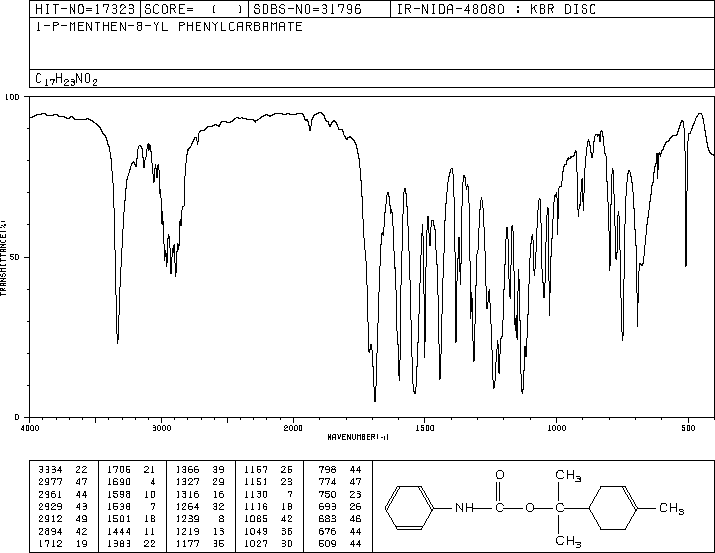 HIT-NO=17323 SCORE= ( ) SDBS-NO=31796 IR-NIDA-48080 : KBR DISC
1-P-MENTHEN-8-YL PHENYLCARBAMATE
C17H23NO2
100
50
0
TRANSMITTANCE(%)
4000 3000 2000 1500 1000 500
WAVENUMBER(-1)
3334 22 1706 21 1366 39 1167 26 798 44
2977 47 1690 4 1327 29 1151 23 774 47
2961 44 1598 10 1316 16 1130 7 750 23
2929 43 1538 7 1264 32 1116 18 693 26
2912 49 1501 18 1239 8 1085 42 683 46
2894 42 1444 11 1219 13 1049 36 676 44
1712 19 1383 22 1177 36 1027 30 509 44
O
CH3
NH C O C
CH3
CH3